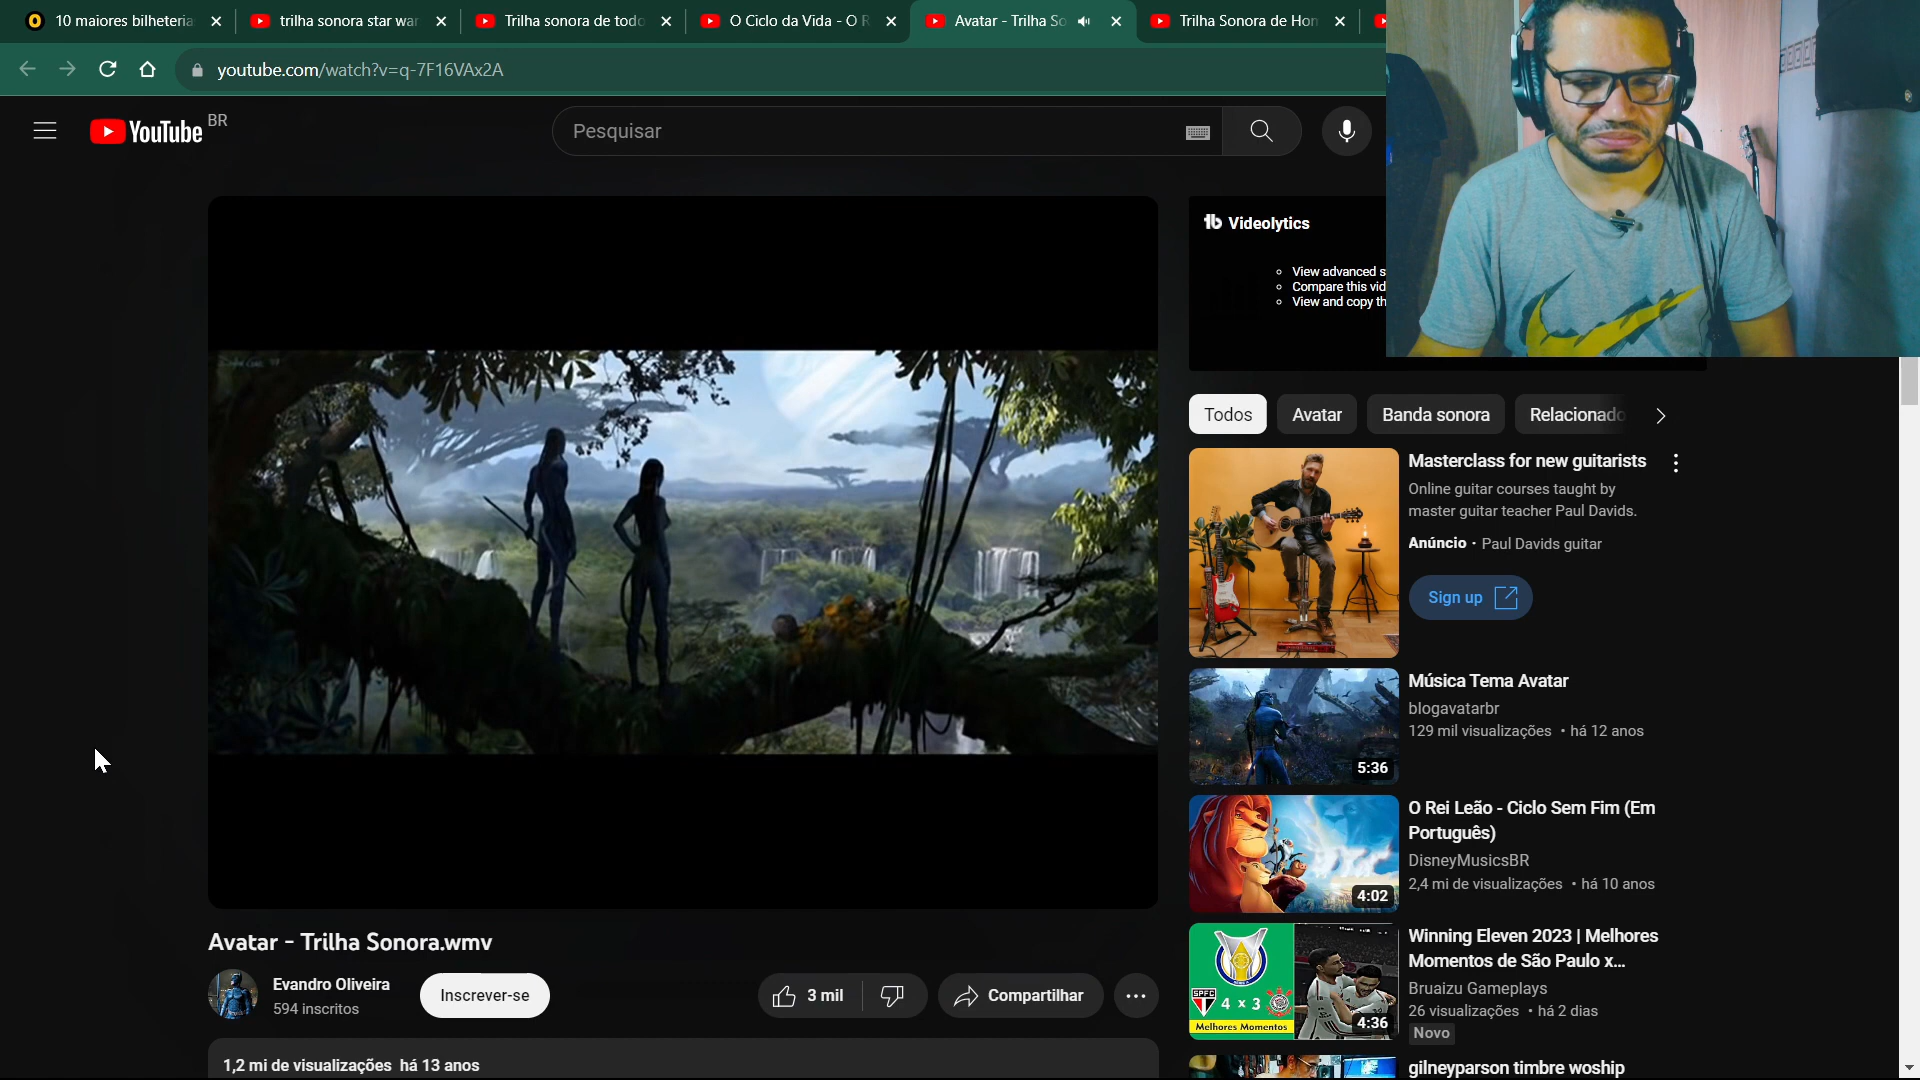 10 maiores bilheteria
trilha sonora star war
Trilha sonora de todo
O Ciclo da Vida - O R
Avatar - Trilha So
Trilha Sonora de Hom
youtube.com/watch?v=q-7F16VAx2A
YouTube BR
Pesquisar
tb Videolytics
View advanced s
Compare this vid
View and copy th
Todos
Avatar
Banda sonora
Relacionado
Masterclass for new guitarists
Online guitar courses taught by
master guitar teacher Paul Davids.
Anúncio · Paul Davids guitar
Sign up
Música Tema Avatar
blogavatarbr
129 mil visualizações • há 12 anos
5:36
O Rei Leão - Ciclo Sem Fim (Em
Português)
DisneyMusicsBR
2,4 mi de visualizações • há 10 anos
4:02
Winning Eleven 2023 | Melhores
Momentos de São Paulo x...
Bruaizu Gameplays
26 visualizações • há 2 dias
Novo
SPFC
4 x 3
Melhores Momentos
4:36
gilneyparson timbre woship
Avatar - Trilha Sonora.wmv
Evandro Oliveira
594 inscritos
Inscrever-se
3 mil
Compartilhar
1,2 mi de visualizações há 13 anos